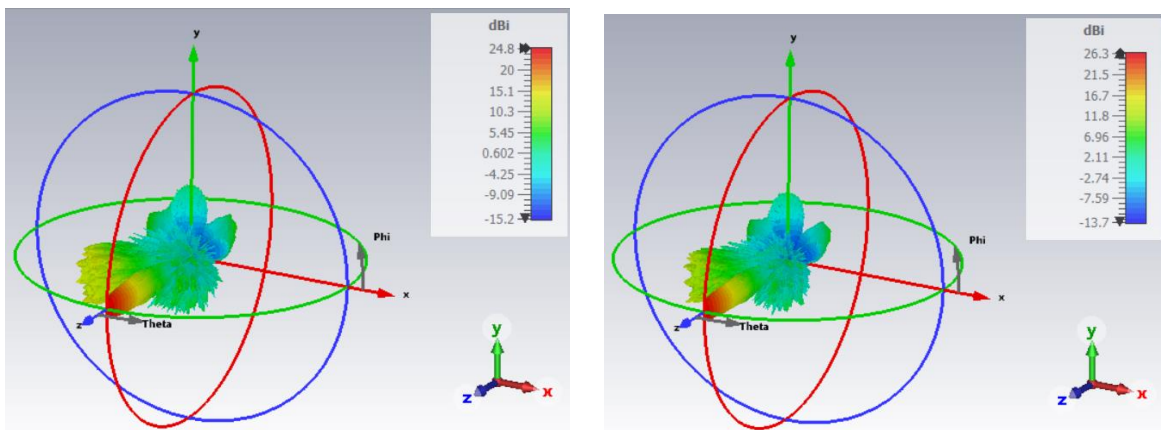 dBi
24.8
20
15.1
10.3
5.45
0.602
-4.25
-9.09
-15.2
y
Phi
x
z
Theta
y
z
x
dBi
26.3
21.5
16.7
11.8
6.96
2.11
-2.74
-7.59
-13.7
y
Phi
x
z
Theta
y
z
x